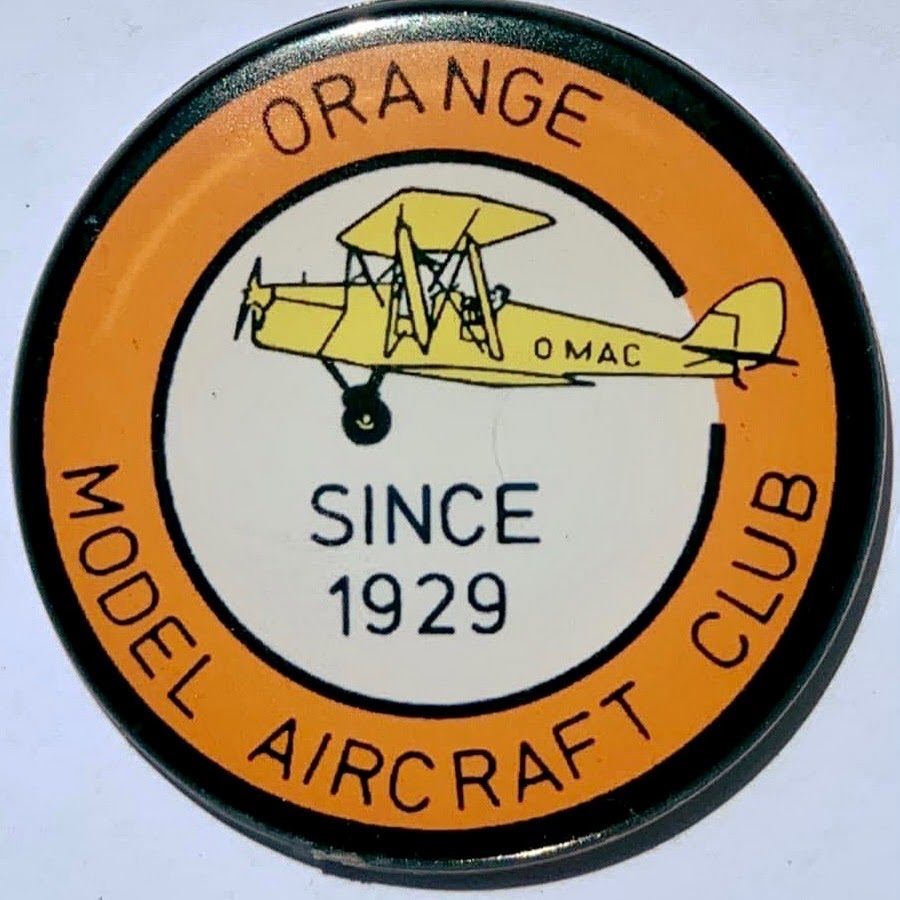 ORANGE
OMAC
SINCE
1929
MODEL AIRCRAFT CLUB